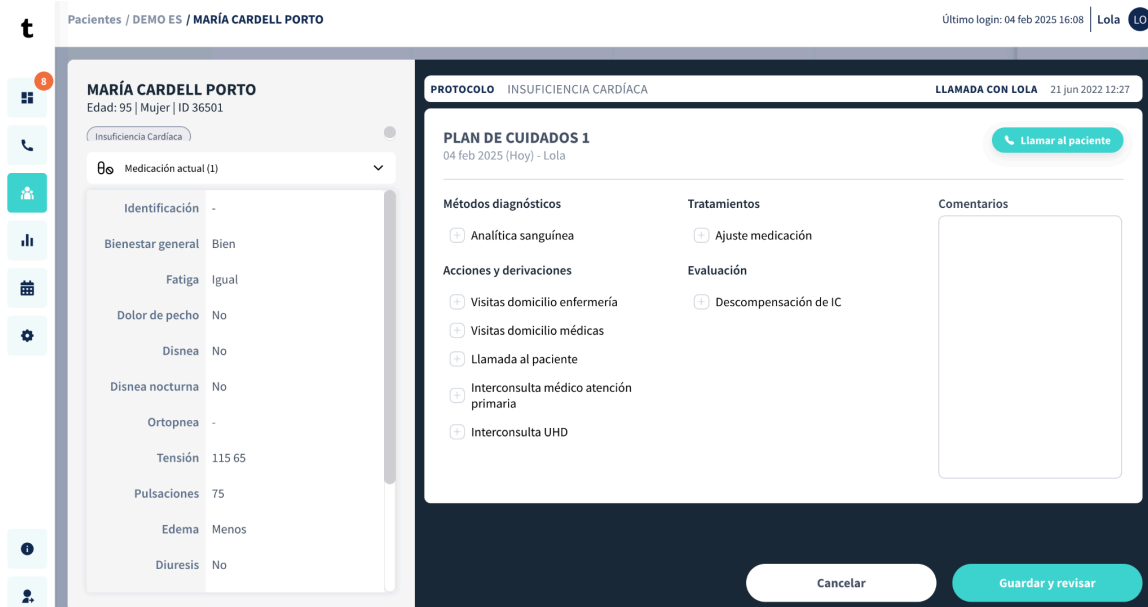 t
Pacientes / DEMO ES / MARÍA CARDELL PORTO
Último login: 04 feb 2025 16:08
Lola
LO
8
MARÍA CARDELL PORTO
Edad: 95 | Mujer | ID 36501
Insuficiencia Cardíaca
Medicación actual (1)
Identificación -
Bienestar general Bien
Fatiga Igual
Dolor de pecho No
Disnea No
Disnea nocturna No
Ortopnea -
Tensión 115 65
Pulsaciones 75
Edema Menos
Diuresis No
PROTOCOLO INSUFICIENCIA CARDÍACA
LLAMADA CON LOLA 21 jun 2022 12:27
PLAN DE CUIDADOS 1
04 feb 2025 (Hoy) - Lola
Llamar al paciente
Métodos diagnósticos
Analítica sanguínea
Acciones y derivaciones
Visitas domicilio enfermería
Visitas domicilio médicas
Llamada al paciente
Interconsulta médico atención
primaria
Interconsulta UHD
Tratamientos
Ajuste medicación
Evaluación
Descompensación de IC
Comentarios
Cancelar
Guardar y revisar